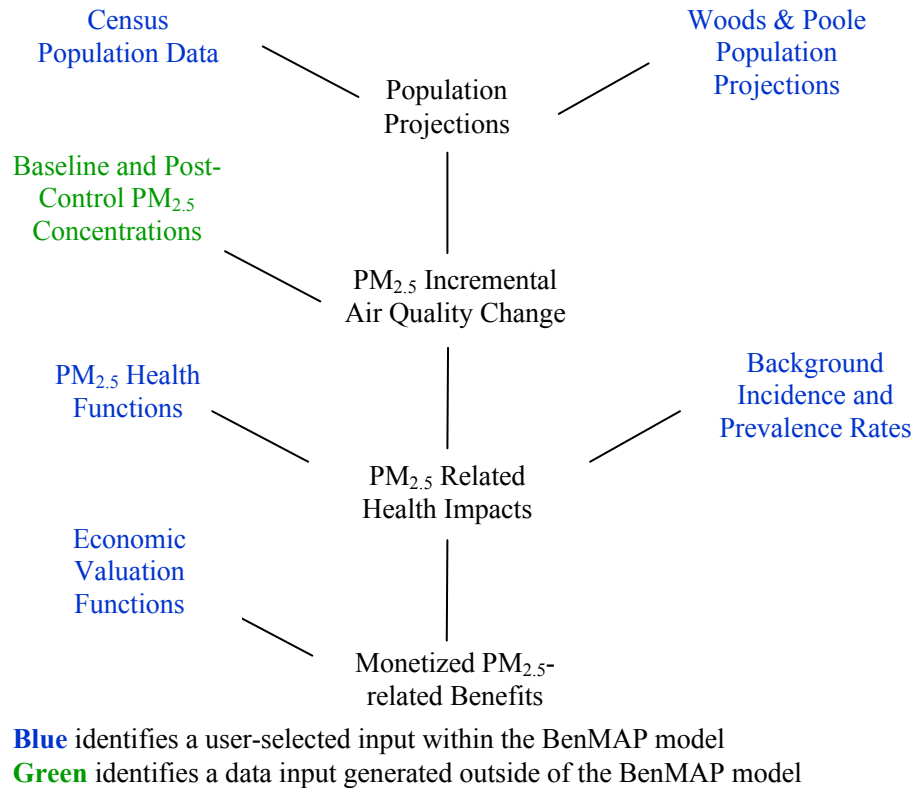 Census
Population Data
Woods & Poole
Population
Projections
Population
Projections
Baseline and Post-
Control PM2.5
Concentrations
PM2.5 Incremental
Air Quality Change
PM2.5 Health
Functions
Background
Incidence and
Prevalence Rates
PM2.5 Related
Health Impacts
Economic
Valuation
Functions
Monetized PM2.5-
related Benefits
Blue identifies a user-selected input within the BenMAP model
Green identifies a data input generated outside of the BenMAP model